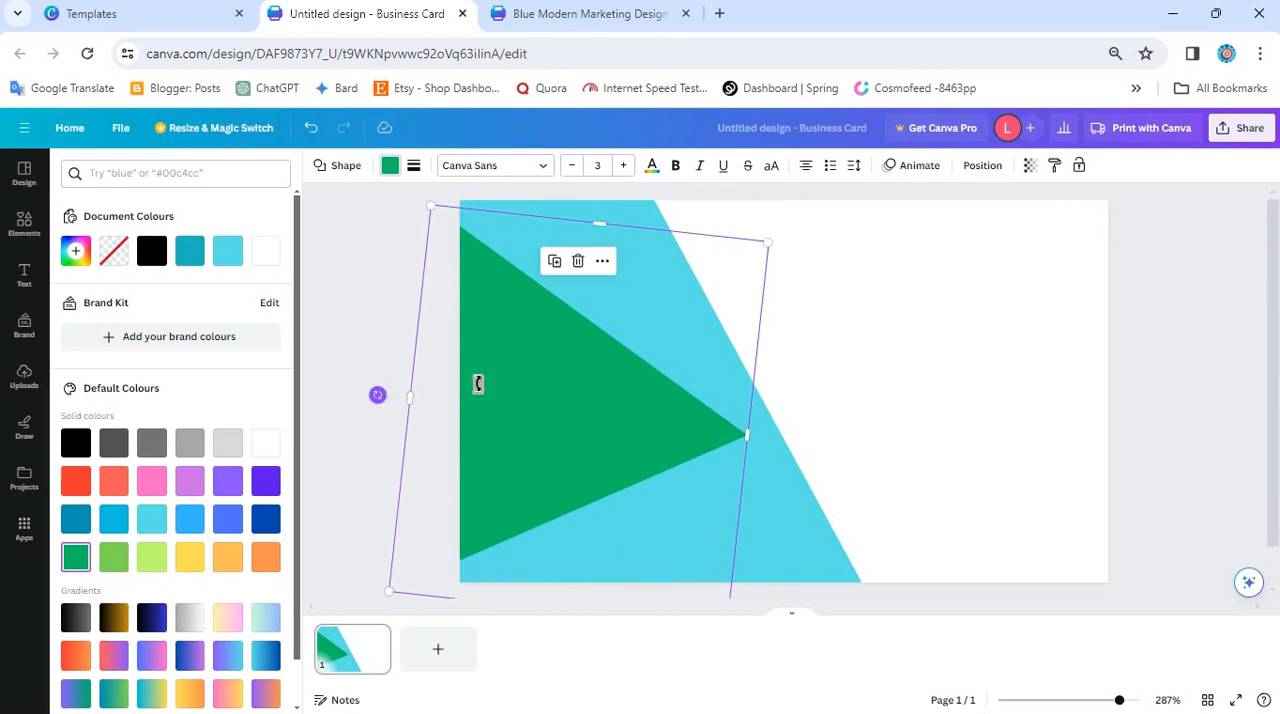 Templates
Untitled design - Business Card
Blue Modern Marketing Design
canva.com/design/DAF9873Y7_U/t9WKNpvwwc92oVq63iIinA/edit
Google Translate
Blogger: Posts
ChatGPT
Bard
Etsy - Shop Dashbo...
Quora
Internet Speed Test...
Dashboard | Spring
Cosmofeed -8463pp
All Bookmarks
Home
File
Resize & Magic Switch
Untitled design - Business Card
Get Canva Pro
L
Print with Canva
Share
Design
Elements
Text
Brand
Uploads
Draw
Projects
Apps
Try "blue" or "#00c4cc"
Document Colours
Brand Kit
Edit
Add your brand colours
Default Colours
Solid colours
Gradients
Shape
Canva Sans
3
A
B
I
U
S
aA
Animate
Position
1
Notes
Page 1 / 1
287%